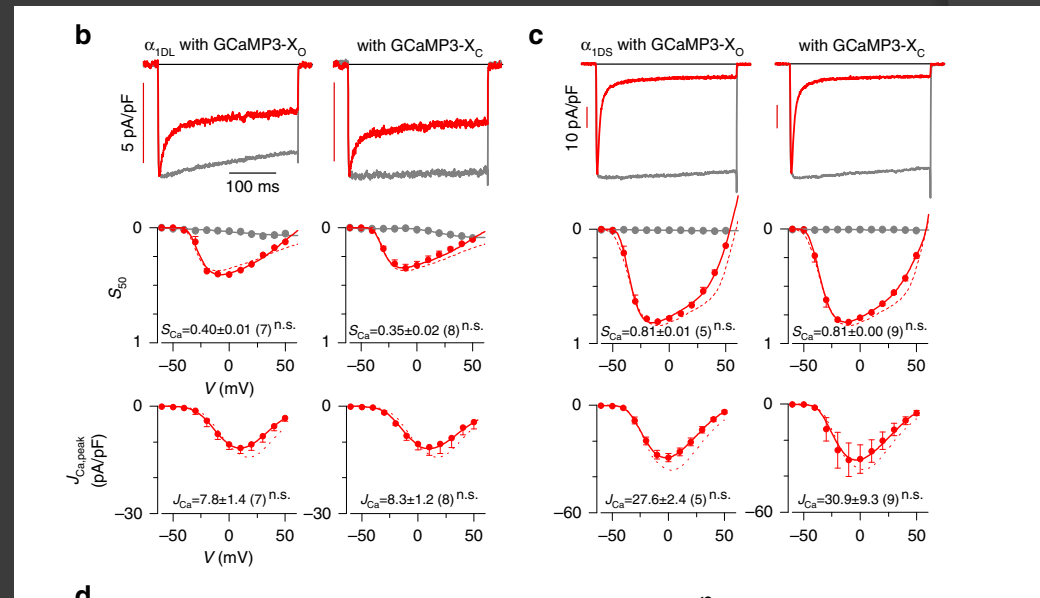 b
α1DL with GCaMP3-XO
with GCaMP3-XC
c
α1DS with GCaMP3-XO
with GCaMP3-XC
5 pA/pF
100 ms
10 pA/pF
0
0
0
0
S50
SCa=0.40±0.01 (7) n.s.
SCa=0.35±0.02 (8) n.s.
SCa=0.81±0.01 (5) n.s.
SCa=0.81±0.00 (9) n.s.
1
1
1
1
−50 0 50
−50 0 50
−50 0 50
−50 0 50
V (mV)
0
0
0
0
JCa,peak
(pA/pF)
JCa=7.8±1.4 (7) n.s.
JCa=8.3±1.2 (8) n.s.
JCa=27.6±2.4 (5) n.s.
JCa=30.9±9.3 (9) n.s.
−30
−30
−60
−60
−50 0 50
−50 0 50
−50 0 50
−50 0 50
V (mV)
d